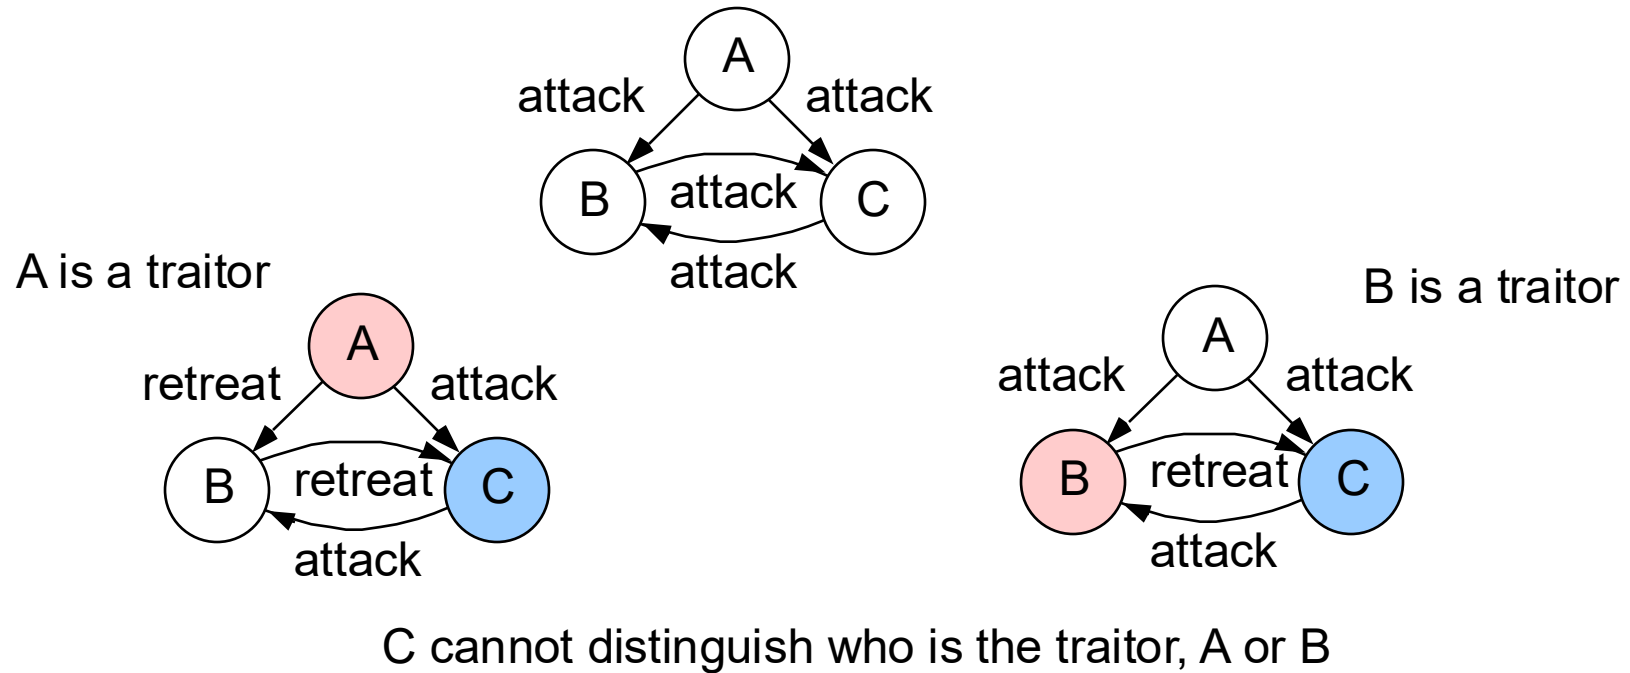 A
attack attack
B attack C
attack
A is a traitor
A
retreat attack
B retreat C
attack
B is a traitor
A
attack attack
B retreat C
attack
C cannot distinguish who is the traitor, A or B